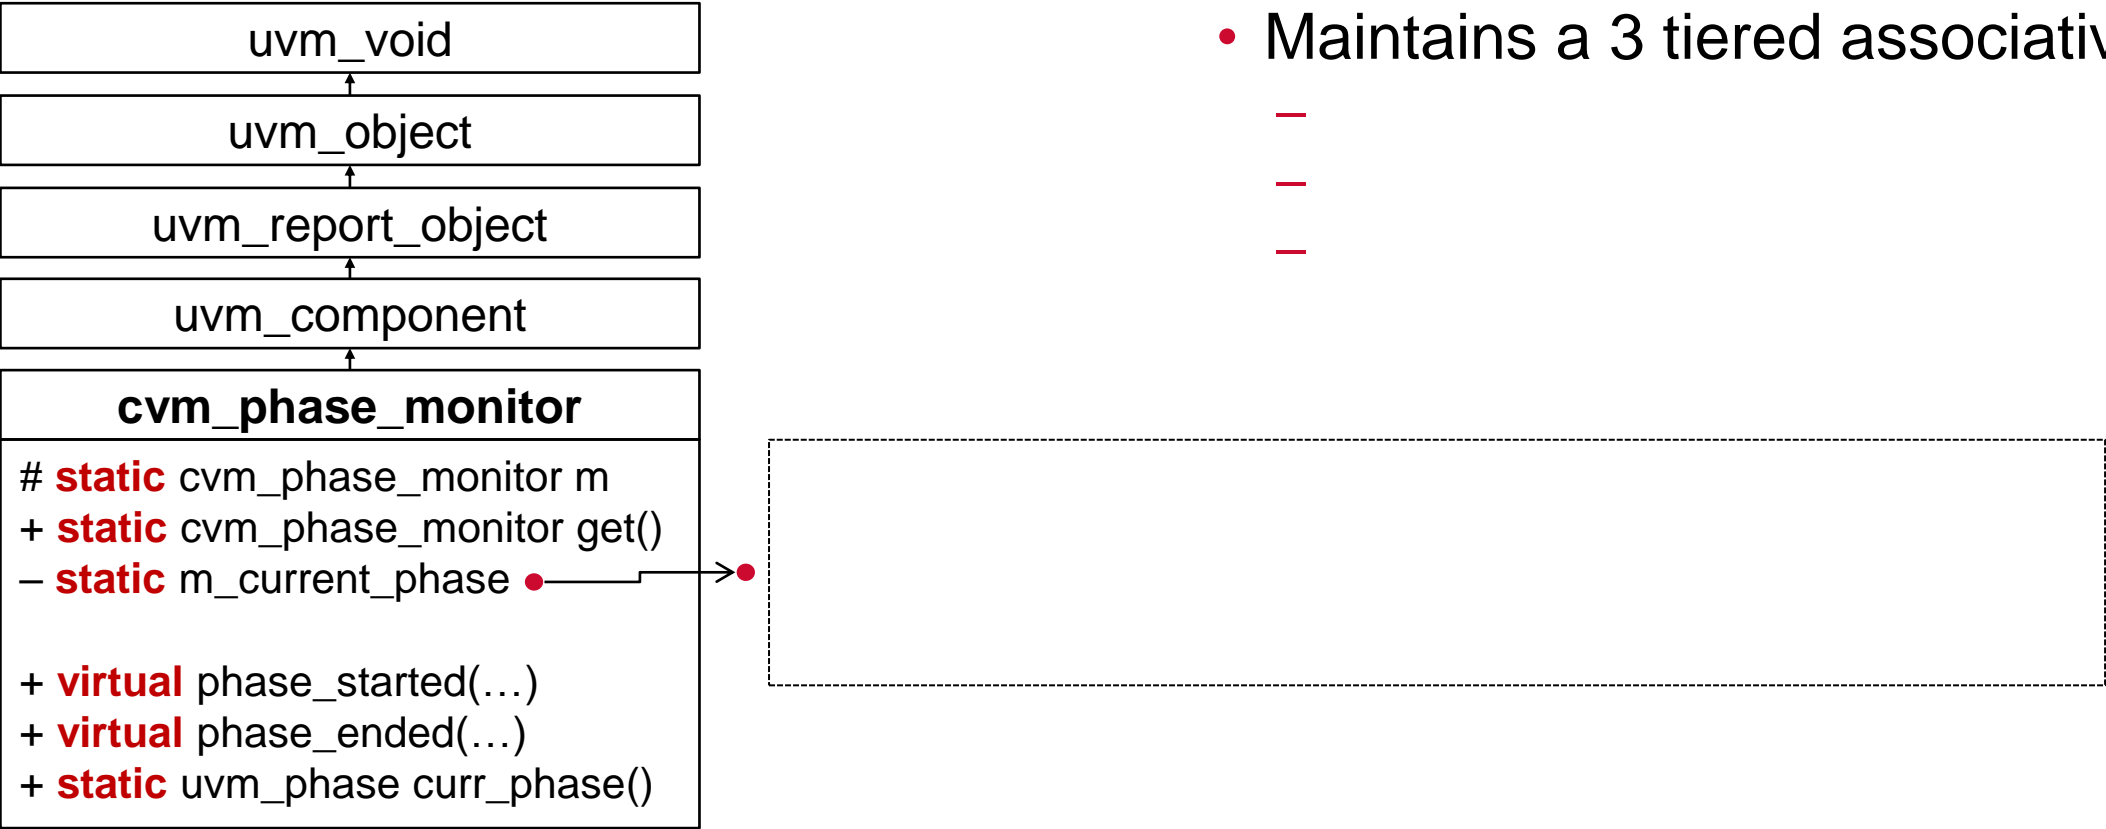 uvm_void
uvm_object
uvm_report_object
uvm_component
cvm_phase_monitor
# static cvm_phase_monitor m
+ static cvm_phase_monitor get()
– static m_current_phase
+ virtual phase_started(…)
+ virtual phase_ended(…)
+ static uvm_phase curr_phase()
• Maintains a 3 tiered
–
–
–